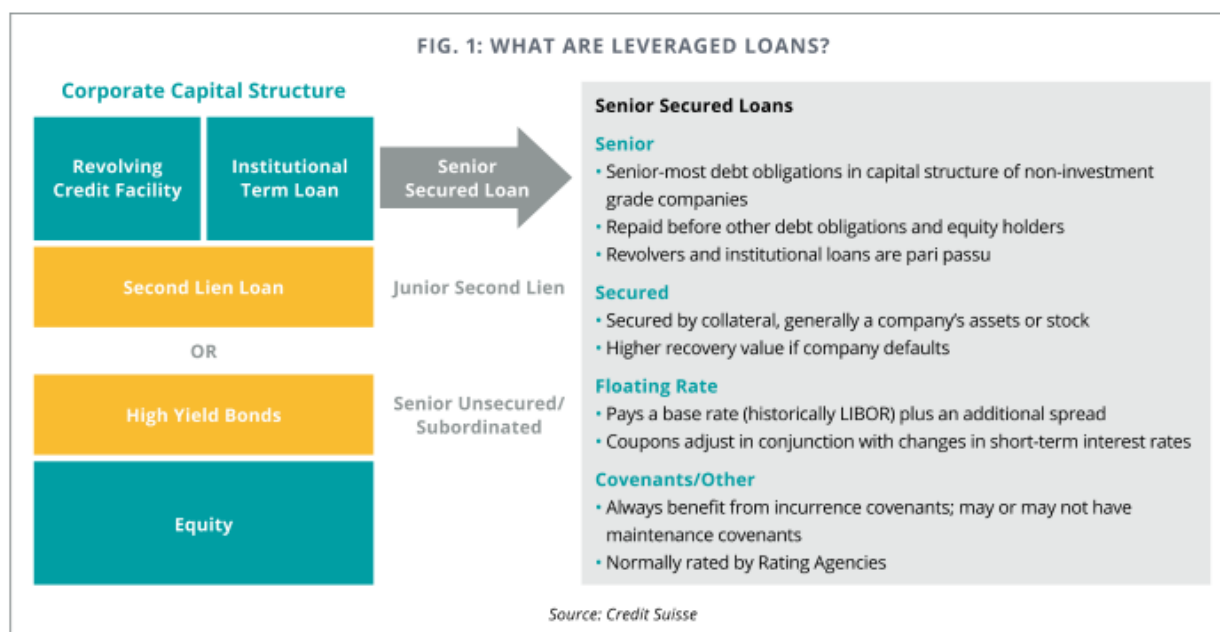 FIG. 1: WHAT ARE LEVERAGED LOANS?
Corporate Capital Structure
Revolving
Credit Facility
Institutional
Term Loan
Senior
Secured Loan
Second Lien Loan
Junior Second Lien
OR
High Yield Bonds
Senior Unsecured/
Subordinated
Equity
Senior Secured Loans
Senior
• Senior-most debt obligations in capital structure of non-investment
grade companies
• Repaid before other debt obligations and equity holders
• Revolvers and institutional loans are pari passu
Secured
• Secured by collateral, generally a company’s assets or stock
• Higher recovery value if company defaults
Floating Rate
• Pays a base rate (historically LIBOR) plus an additional spread
• Coupons adjust in conjunction with changes in short-term interest rates
Covenants/Other
• Always benefit from incurrence covenants; may or may not have
maintenance covenants
• Normally rated by Rating Agencies
Source: Credit Suisse